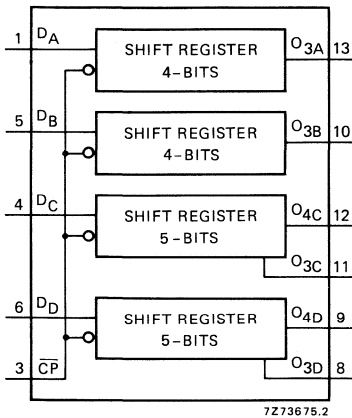 1 DA SHIFT REGISTER O3A 13
4-BITS
5 DB SHIFT REGISTER O3B 10
4-BITS
4 DC SHIFT REGISTER O4C 12
5-BITS
O3C 11
6 DD SHIFT REGISTER O4D 9
5-BITS
3 C̅P̅ O3D 8
7Z73675.2